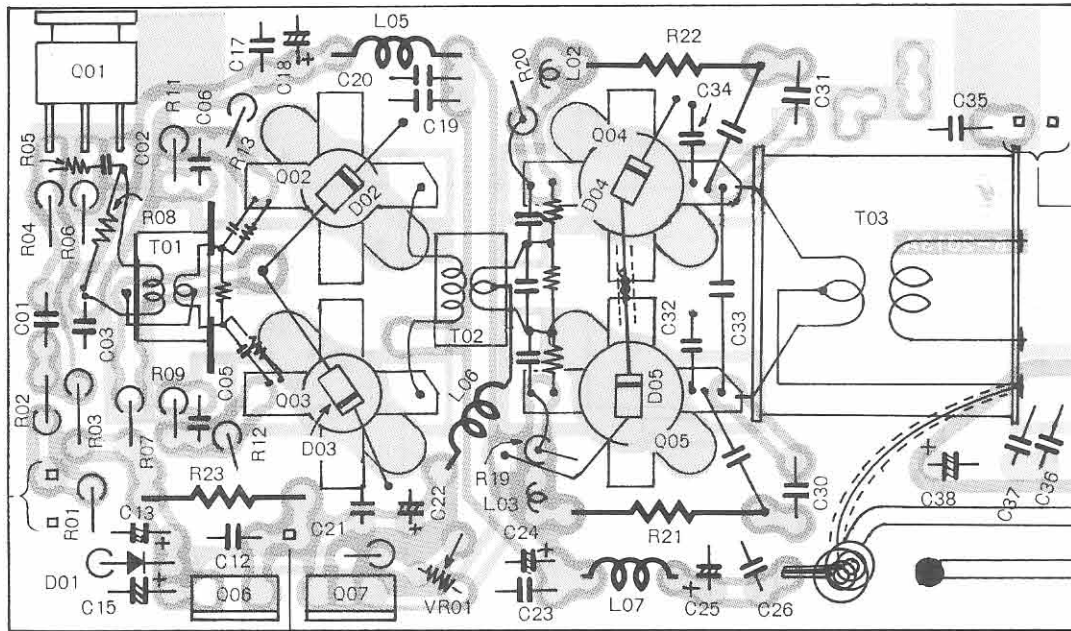 L05
Q01
C17
C18
+
C20
C19
R20
L02
R22
C34
C31
C35
R11
C06
R13
R05
C02
Q02
D02
Q04
D04
R04
R06
R08
T01
T03
C01
C03
T02
C32
C33
R02
R03
R07
R09
C05
Q03
R12
D03
L06
D05
Q05
R23
R19
L03
C22
+
C21
C30
C38
+
C37
C36
R01
C13
+
C12
C24
+
R21
D01
C15
+
Q06
Q07
VR01
C23
L07
C25
+
C26